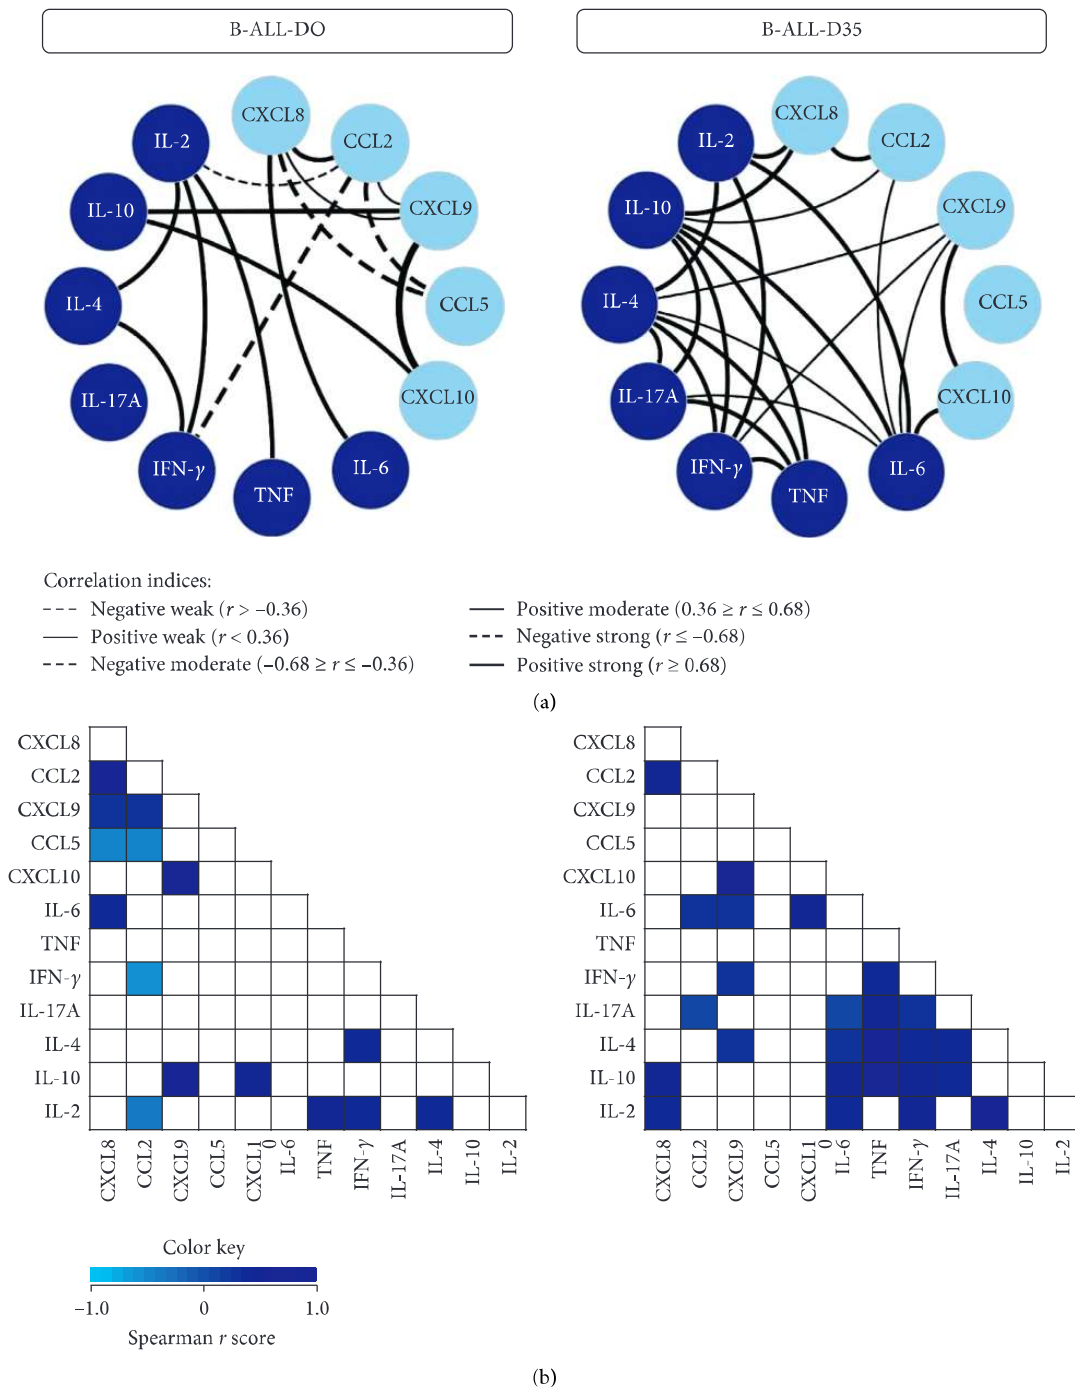 B-ALL-DO
B-ALL-D35
CXCL8
CCL2
IL-2
CXCL9
IL-10
CCL5
IL-4
CXCL10
IL-17A
IL-6
IFN-γ
TNF
CXCL8
CCL2
IL-2
CXCL9
IL-10
CCL5
IL-4
CXCL10
IL-17A
IL-6
IFN-γ
TNF
Correlation indices:
Negative weak (r > –0.36)
Positive weak (r < 0.36)
Negative moderate (–0.68 ≥ r ≤ –0.36)
Positive moderate (0.36 ≥ r ≤ 0.68)
Negative strong (r ≤ –0.68)
Positive strong (r ≥ 0.68)
(a)
CXCL8
CCL2
CXCL9
CCL5
CXCL10
IL-6
TNF
IFN-γ
IL-17A
IL-4
IL-10
IL-2
CXCL8
CCL2
CXCL9
CCL5
CXCL1
0
IL-6
TNF
IFN-γ
IL-17A
IL-4
IL-10
IL-2
CXCL8
CCL2
CXCL9
CCL5
CXCL10
IL-6
TNF
IFN-γ
IL-17A
IL-4
IL-10
IL-2
CXCL8
CCL2
CXCL9
CCL5
CXCL1
0
IL-6
TNF
IFN-γ
IL-17A
IL-4
IL-10
IL-2
Color key
–1.0 0 1.0
Spearman r score
(b)